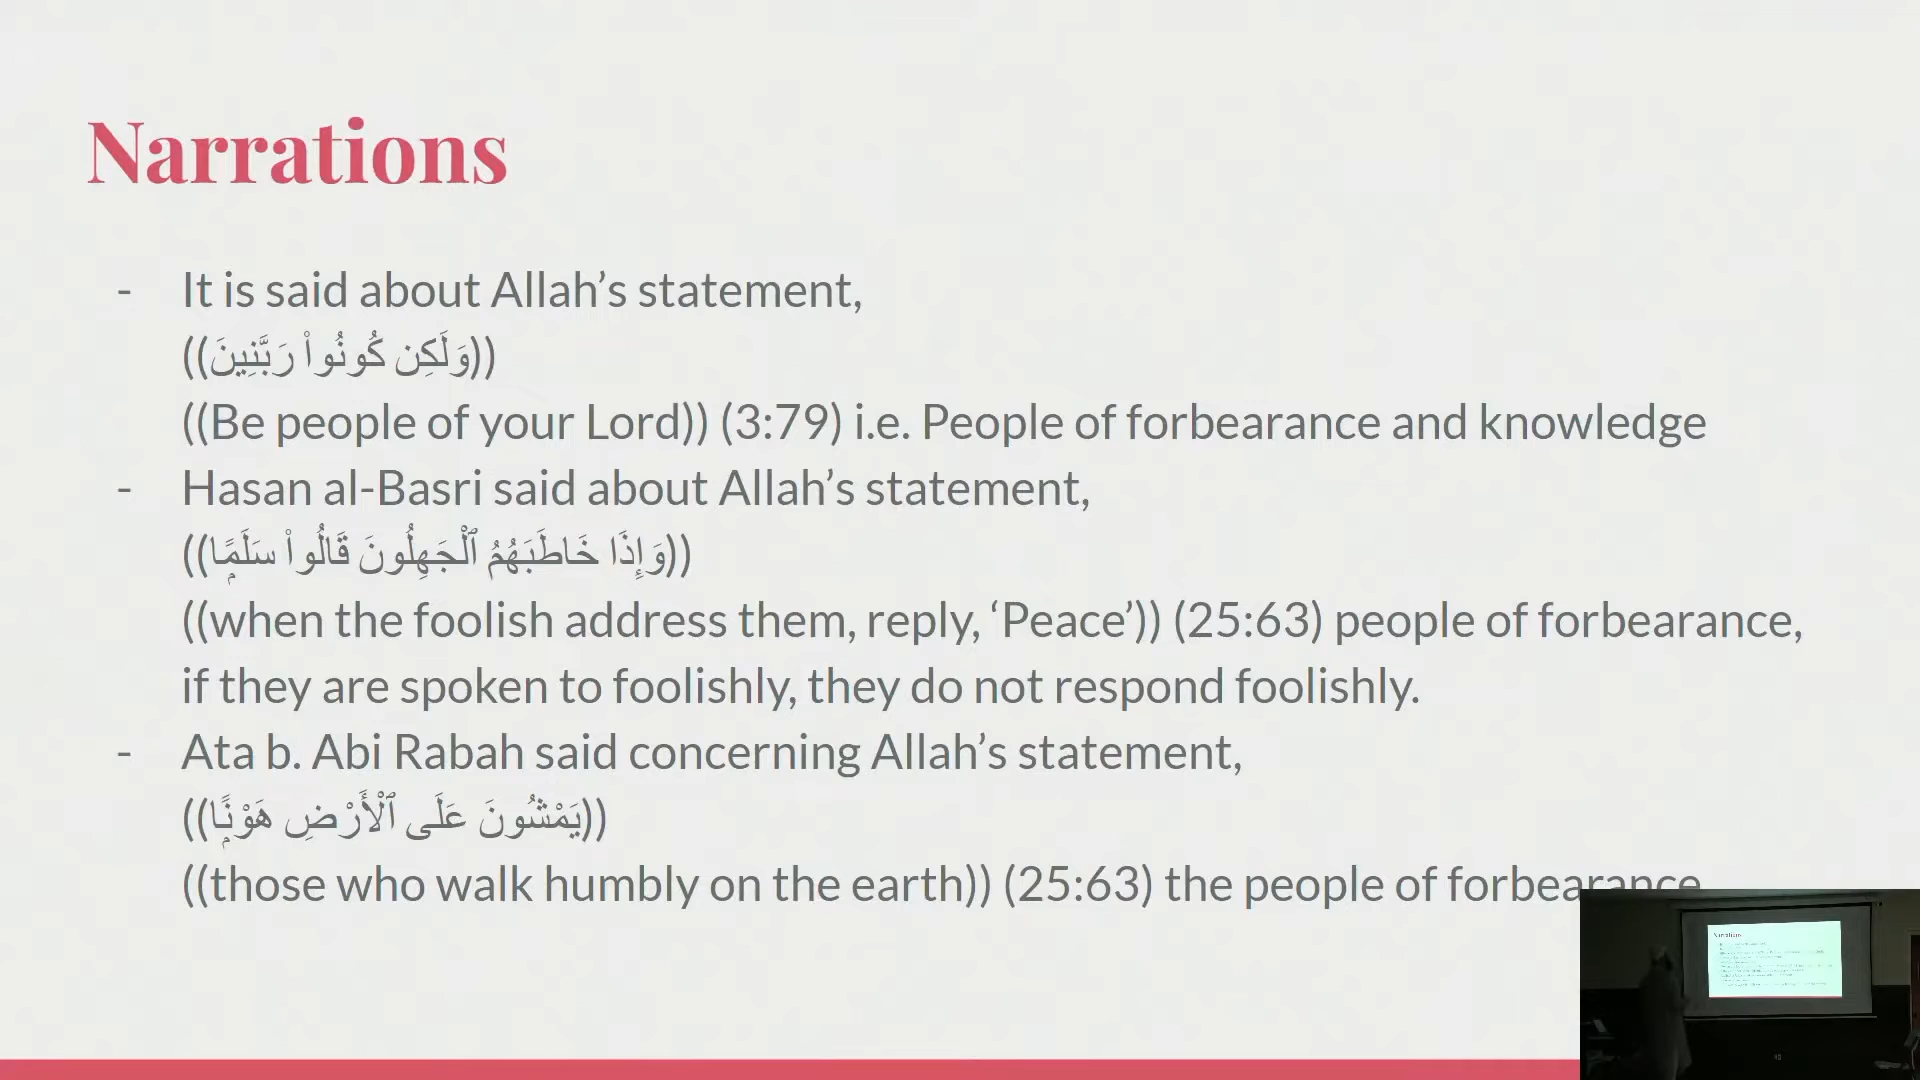 Narrations
- It is said about Allah’s statement,
((وَلَكِن كُونُوا۟ رَبَّنِينَ))
((Be people of your Lord)) (3:79) i.e. People of forbearance and knowledge
- Hasan al-Basri said about Allah’s statement,
((وَإِذَا خَاطَبَهُمُ ٱلْجَهِلُونَ قَالُوا۟ سَلَمًۭا))
((when the foolish address them, reply, ‘Peace’)) (25:63) people of forbearance,
if they are spoken to foolishly, they do not respond foolishly.
- Ata b. Abi Rabah said concerning Allah’s statement,
((يَمْشُونَ عَلَى ٱلْأَرْضِ هَوْنًۭا))
((those who walk humbly on the earth)) (25:63) the people of forbearance
Narrations